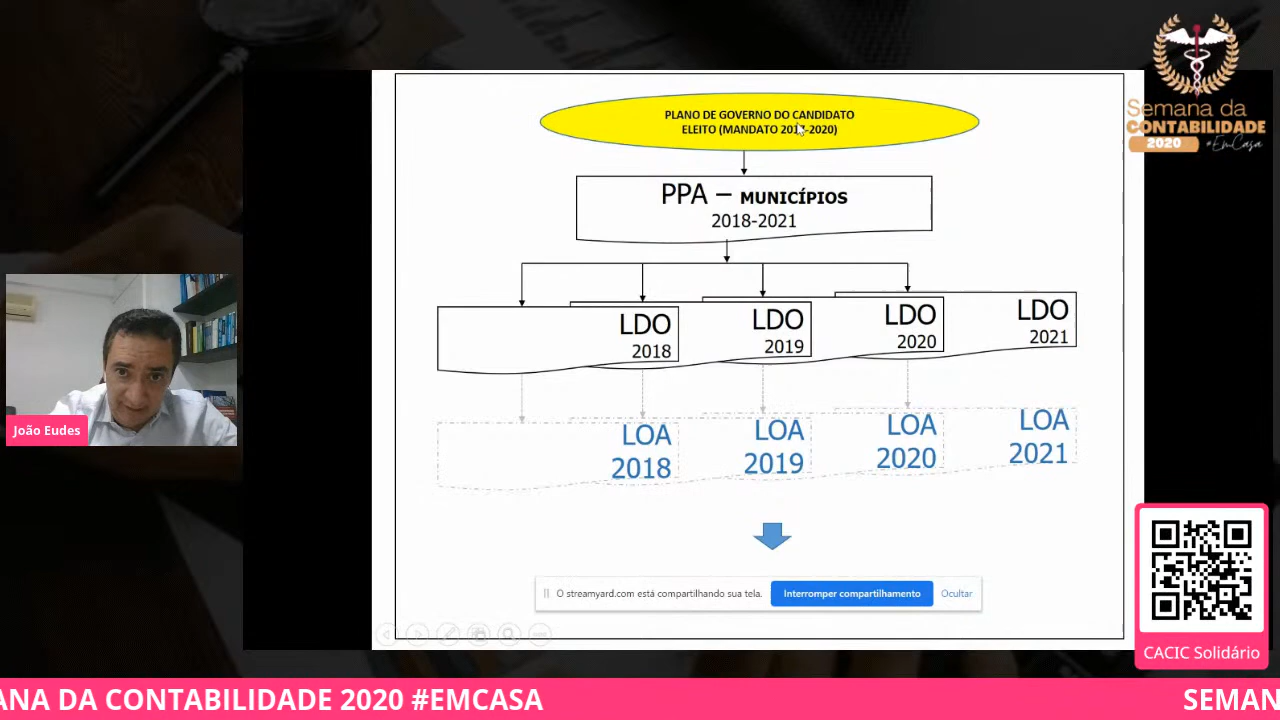 Semana da
CONTABILIDADE
2020 #EmCasa
PLANO DE GOVERNO DO CANDIDATO
ELEITO (MANDATO 2017-2020)
PPA – MUNICÍPIOS
2018-2021
LDO
2018
LDO
2019
LDO
2020
LDO
2021
LOA
2018
LOA
2019
LOA
2020
LOA
2021
João Eudes
O streamyard.com está compartilhando sua tela. Interromper compartilhamento Ocultar
CACIC Solidário
ANA DA CONTABILIDADE 2020 #EMCASA SEMAN